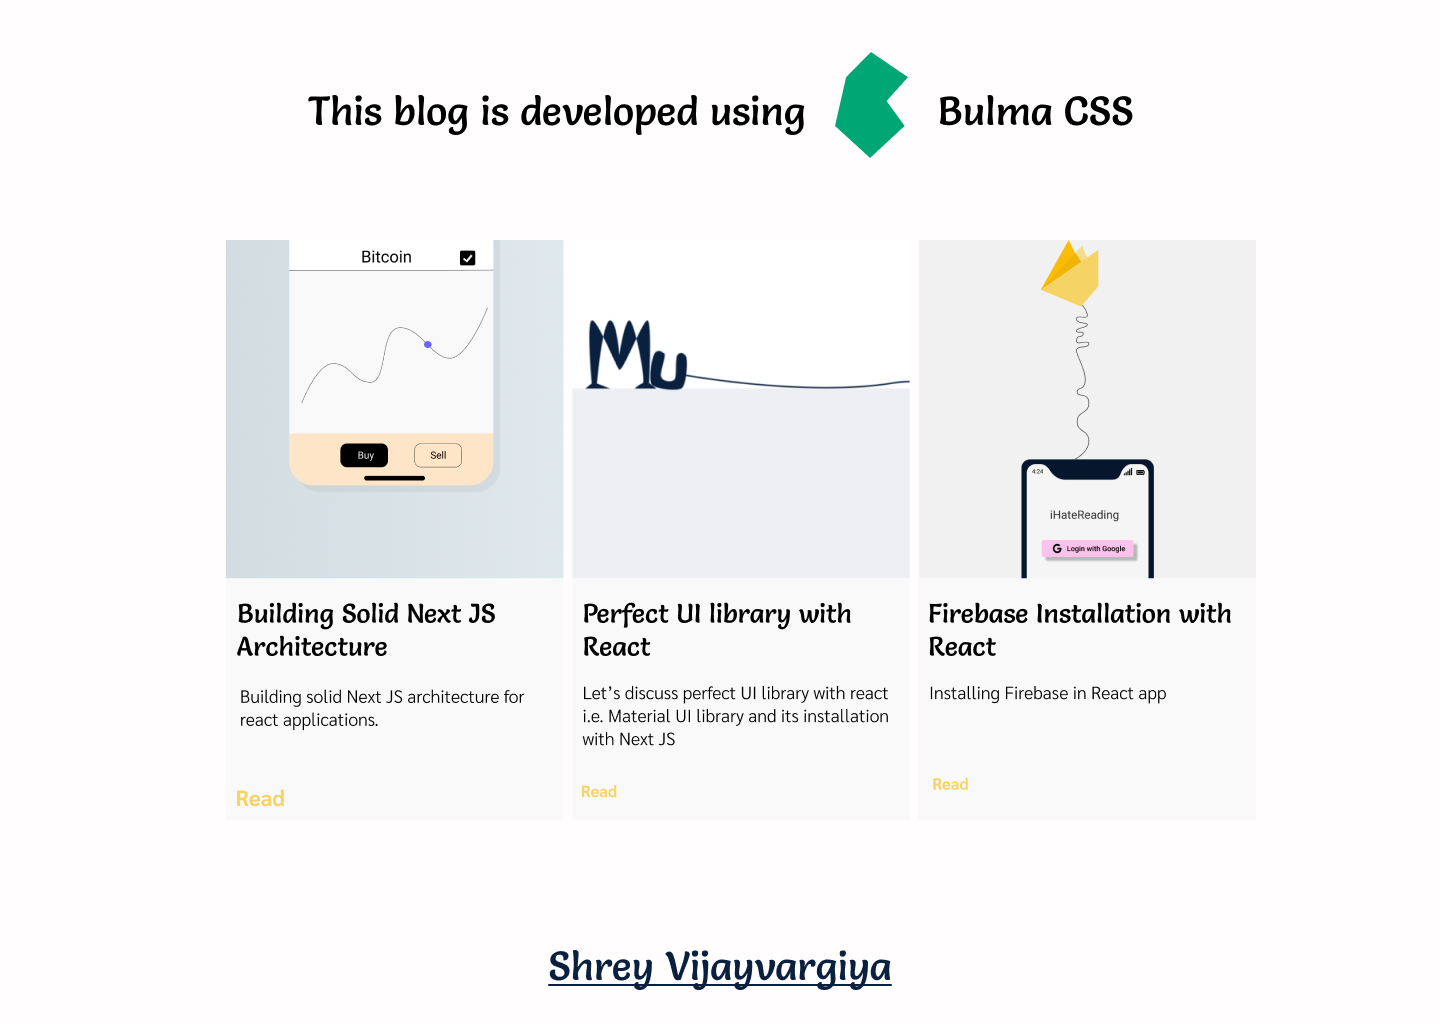 This blog is developed using Bulma CSS
Bitcoin
Buy Sell
Mu
4:24
iHateReading
G Login with Google
Building Solid Next JS
Architecture
Building solid Next JS architecture for
react applications.
Read
Perfect UI library with
React
Let’s discuss perfect UI library with react
i.e. Material UI library and its installation
with Next JS
Read
Firebase Installation with
React
Installing Firebase in React app
Read
Shrey Vijayvargiya